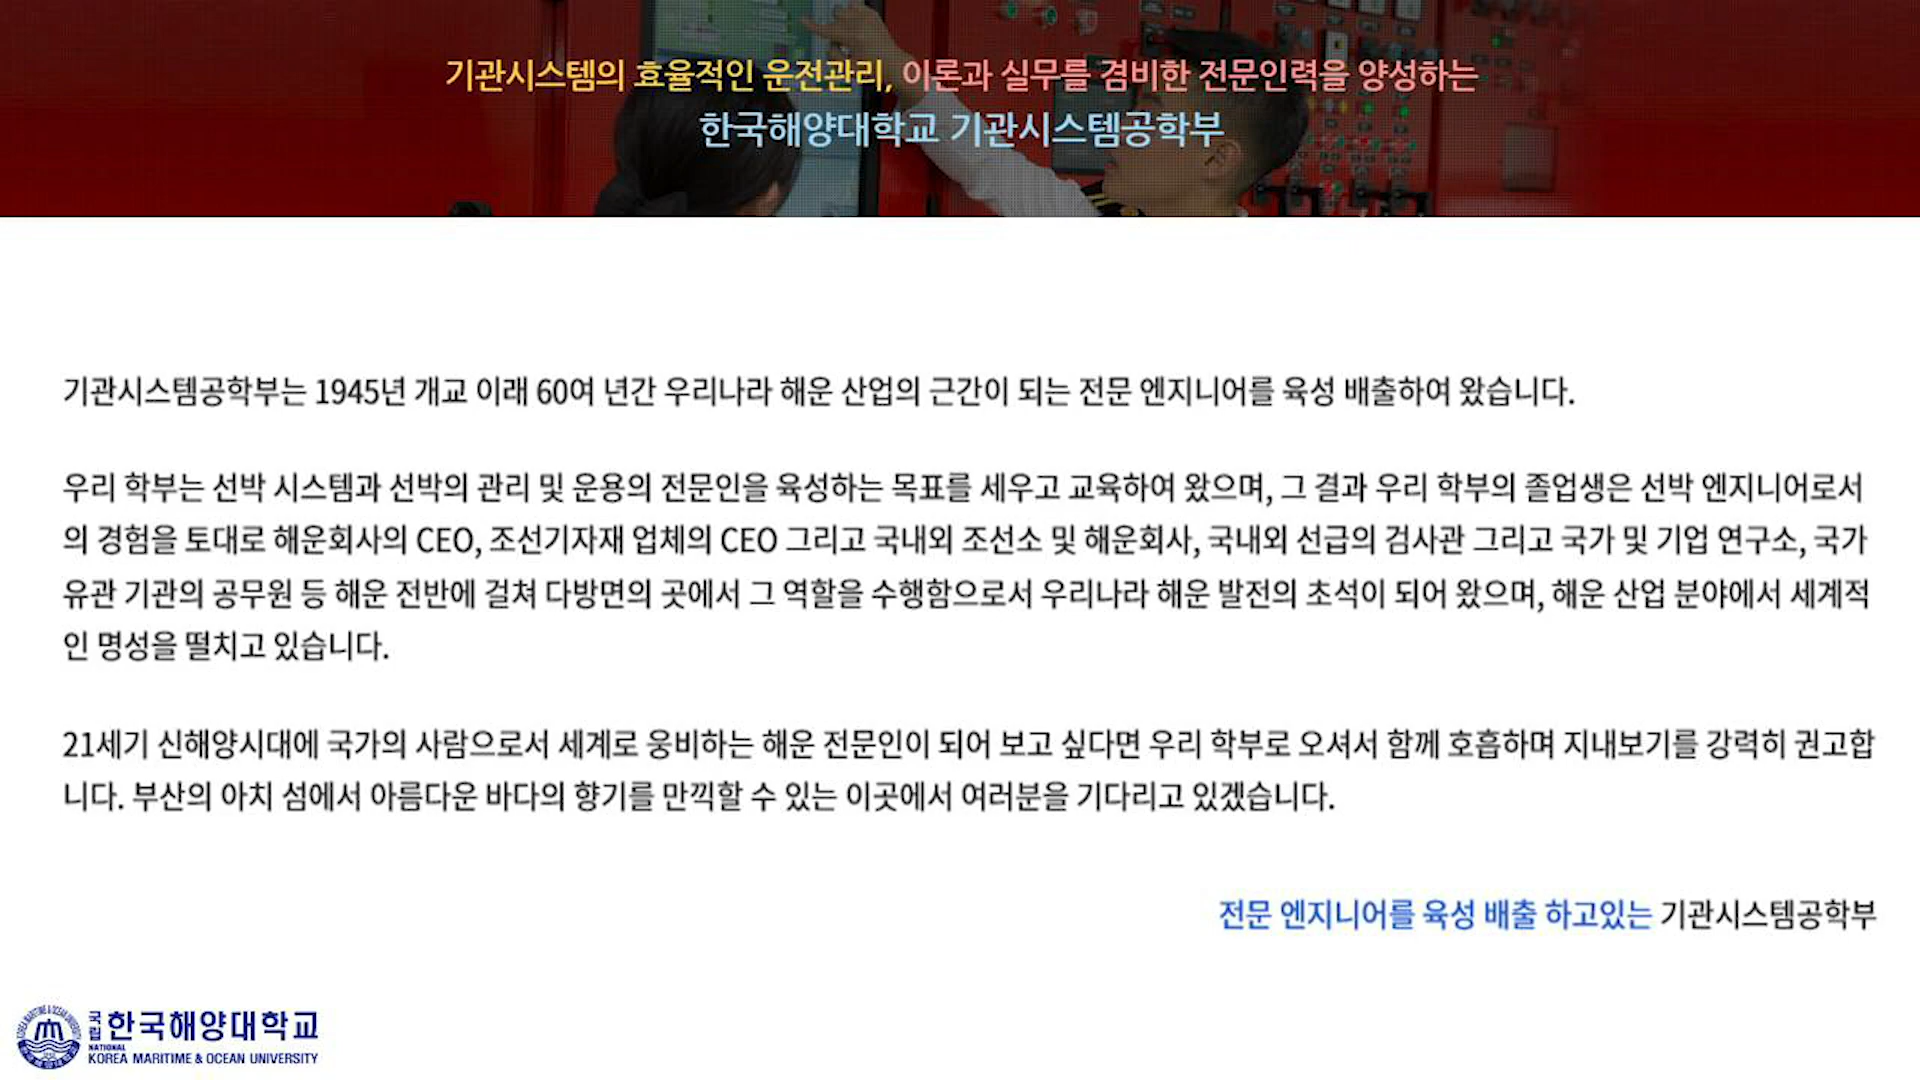 기관시스템의 효율적인 운전관리, 이론과 실무를 겸비한 전문인력을 양성하는
한국해양대학교 기관시스템공학부
기관시스템공학부는 1945년 개교 이래 60여 년간 우리나라 해운 산업의 근간이 되는 전문 엔지니어를 육성 배출하여 왔습니다.
우리 학부는 선박 시스템과 선박의 관리 및 운용의 전문인을 육성하는 목표를 세우고 교육하여 왔으며, 그 결과 우리 학부의 졸업생은 선박 엔지니어로서
의 경험을 토대로 해운회사의 CEO, 조선기자재 업체의 CEO 그리고 국내외 조선소 및 해운회사, 국내외 선급의 검사관 그리고 국가 및 기업 연구소, 국가
유관 기관의 공무원 등 해운 전반에 걸쳐 다방면의 곳에서 그 역할을 수행함으로서 우리나라 해운 발전의 초석이 되어 왔으며, 해운 산업 분야에서 세계적
인 명성을 떨치고 있습니다.
21세기 신해양시대에 국가의 사람으로서 세계로 웅비하는 해운 전문인이 되어 보고 싶다면 우리 학부로 오셔서 함께 호흡하며 지내보기를 강력히 권고합
니다. 부산의 아치 섬에서 아름다운 바다의 향기를 만끽할 수 있는 이곳에서 여러분을 기다리고 있겠습니다.
전문 엔지니어를 육성 배출 하고있는 기관시스템공학부
국립 한국해양대학교
NATIONAL
KOREA MARITIME & OCEAN UNIVERSITY